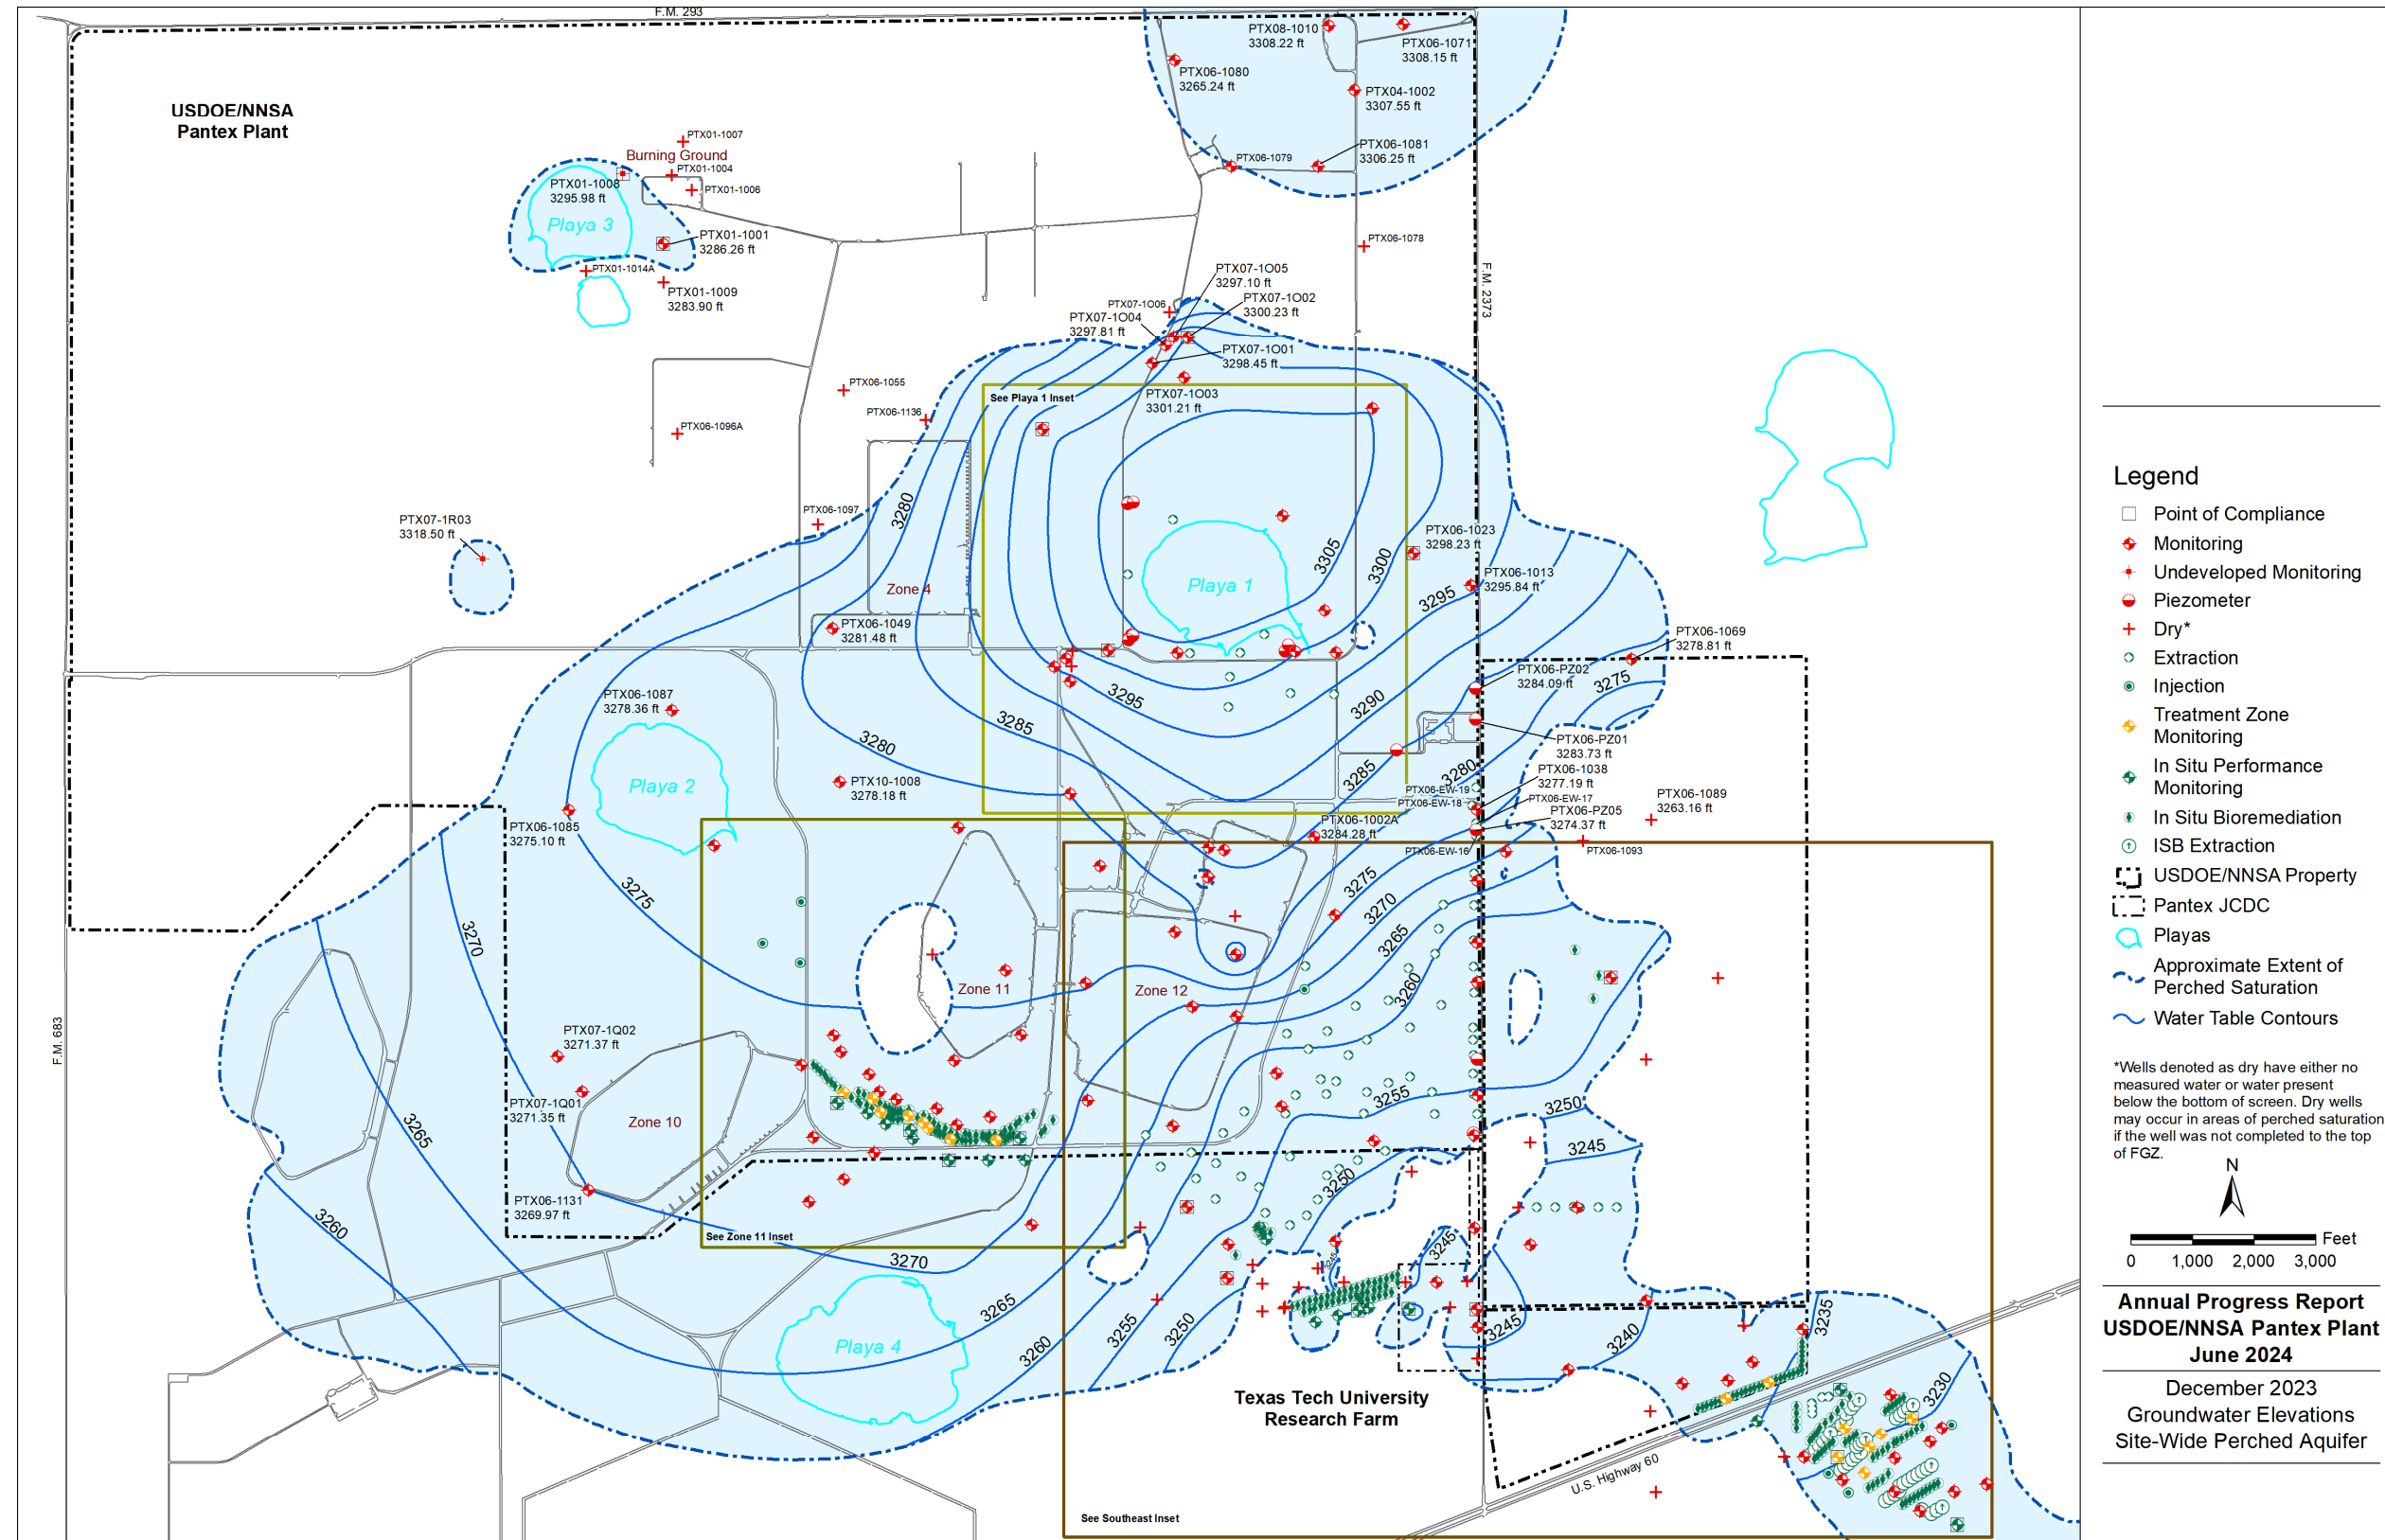 F.M. 293
USDOE/NNSA
Pantex Plant
PTX08-1010
3308.22 ft
PTX06-1071
3308.15 ft
PTX06-1080
3265.24 ft
PTX04-1002
3307.55 ft
PTX06-1079
PTX06-1081
3306.25 ft
PTX01-1007
Burning Ground
PTX01-1004
PTX01-1006
PTX01-1008
3295.98 ft
Playa 3
PTX01-1001
3286.26 ft
PTX01-1014A
PTX01-1009
3283.90 ft
PTX06-1078
F.M. 2373
PTX07-1O05
3297.10 ft
PTX07-1O06
PTX07-1O02
3300.23 ft
PTX07-1O04
3297.81 ft
PTX07-1O01
3298.45 ft
PTX07-1O03
3301.21 ft
PTX06-1055
PTX06-1136
PTX06-1096A
See Playa 1 Inset
PTX06-1097
3280
PTX07-1R03
3318.50 ft
PTX06-1023
3298.23 ft
3305
3300
PTX06-1013
3295.84 ft
3295
Zone 4
Playa 1
PTX06-1049
3281.48 ft
PTX06-1069
3278.81 ft
PTX06-PZ02
3284.09 ft
3275
PTX06-1087
3278.36 ft
3295
3290
3285
3280
PTX06-PZ01
3283.73 ft
Playa 2
PTX10-1008
3278.18 ft
3285
3280
PTX06-EW-19
PTX06-EW-18
PTX06-1038
3277.19 ft
PTX06-EW-17
PTX06-PZ05
3274.37 ft
PTX06-1089
3263.16 ft
PTX06-1085
3275.10 ft
PTX06-1002A
3284.28 ft
PTX06-EW-16
PTX06-1093
3275
3270
3275
3270
3265
3260
Zone 11
Zone 12
F.M. 683
PTX07-1Q02
3271.37 ft
PTX07-1Q01
3271.35 ft
Zone 10
3265
3255
3250
3245
3250
PTX06-1131
3269.97 ft
3260
See Zone 11 Inset
3270
3245
3245
3265
3260
3255
3250
3245
3240
3235
3230
Playa 4
Texas Tech University
Research Farm
U.S. Highway 60
See Southeast Inset
Legend
Point of Compliance
Monitoring
Undeveloped Monitoring
Piezometer
Dry*
Extraction
Injection
Treatment Zone
Monitoring
In Situ Performance
Monitoring
In Situ Bioremediation
ISB Extraction
USDOE/NNSA Property
Pantex JCDC
Playas
Approximate Extent of
Perched Saturation
Water Table Contours
*Wells denoted as dry have either no
measured water or water present
below the bottom of screen. Dry wells
may occur in areas of perched saturation
if the well was not completed to the top
of FGZ.
N
Feet
0 1,000 2,000 3,000
Annual Progress Report
USDOE/NNSA Pantex Plant
June 2024
December 2023
Groundwater Elevations
Site-Wide Perched Aquifer